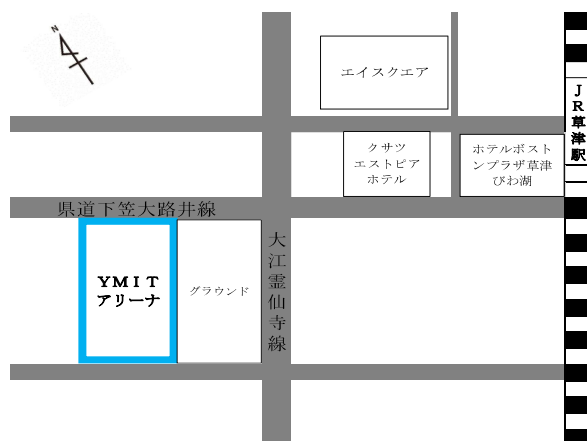 N
エイスクエア
JR草津駅
クサツ
エストピア
ホテル
ホテルボスト
ンプラザ草津
びわ湖
県道下笠大路井線
大江霊仙寺線
YMIT
アリーナ
グラウンド